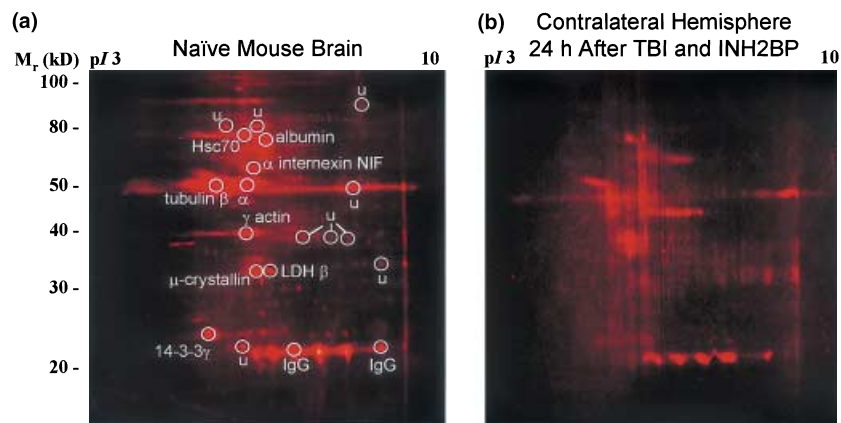 (a)
Naïve Mouse Brain
Mr (kD) pI 3 10
100 -
80 -
50 -
40 -
30 -
20 -
u
u u
Hsc70 albumin
α internexin NIF
tubulin β α u
γ actin
u
μ-crystallin LDH β
u
14-3-3γ
u IgG IgG
(b)
Contralateral Hemisphere
24 h After TBI and INH2BP
pI 3 10